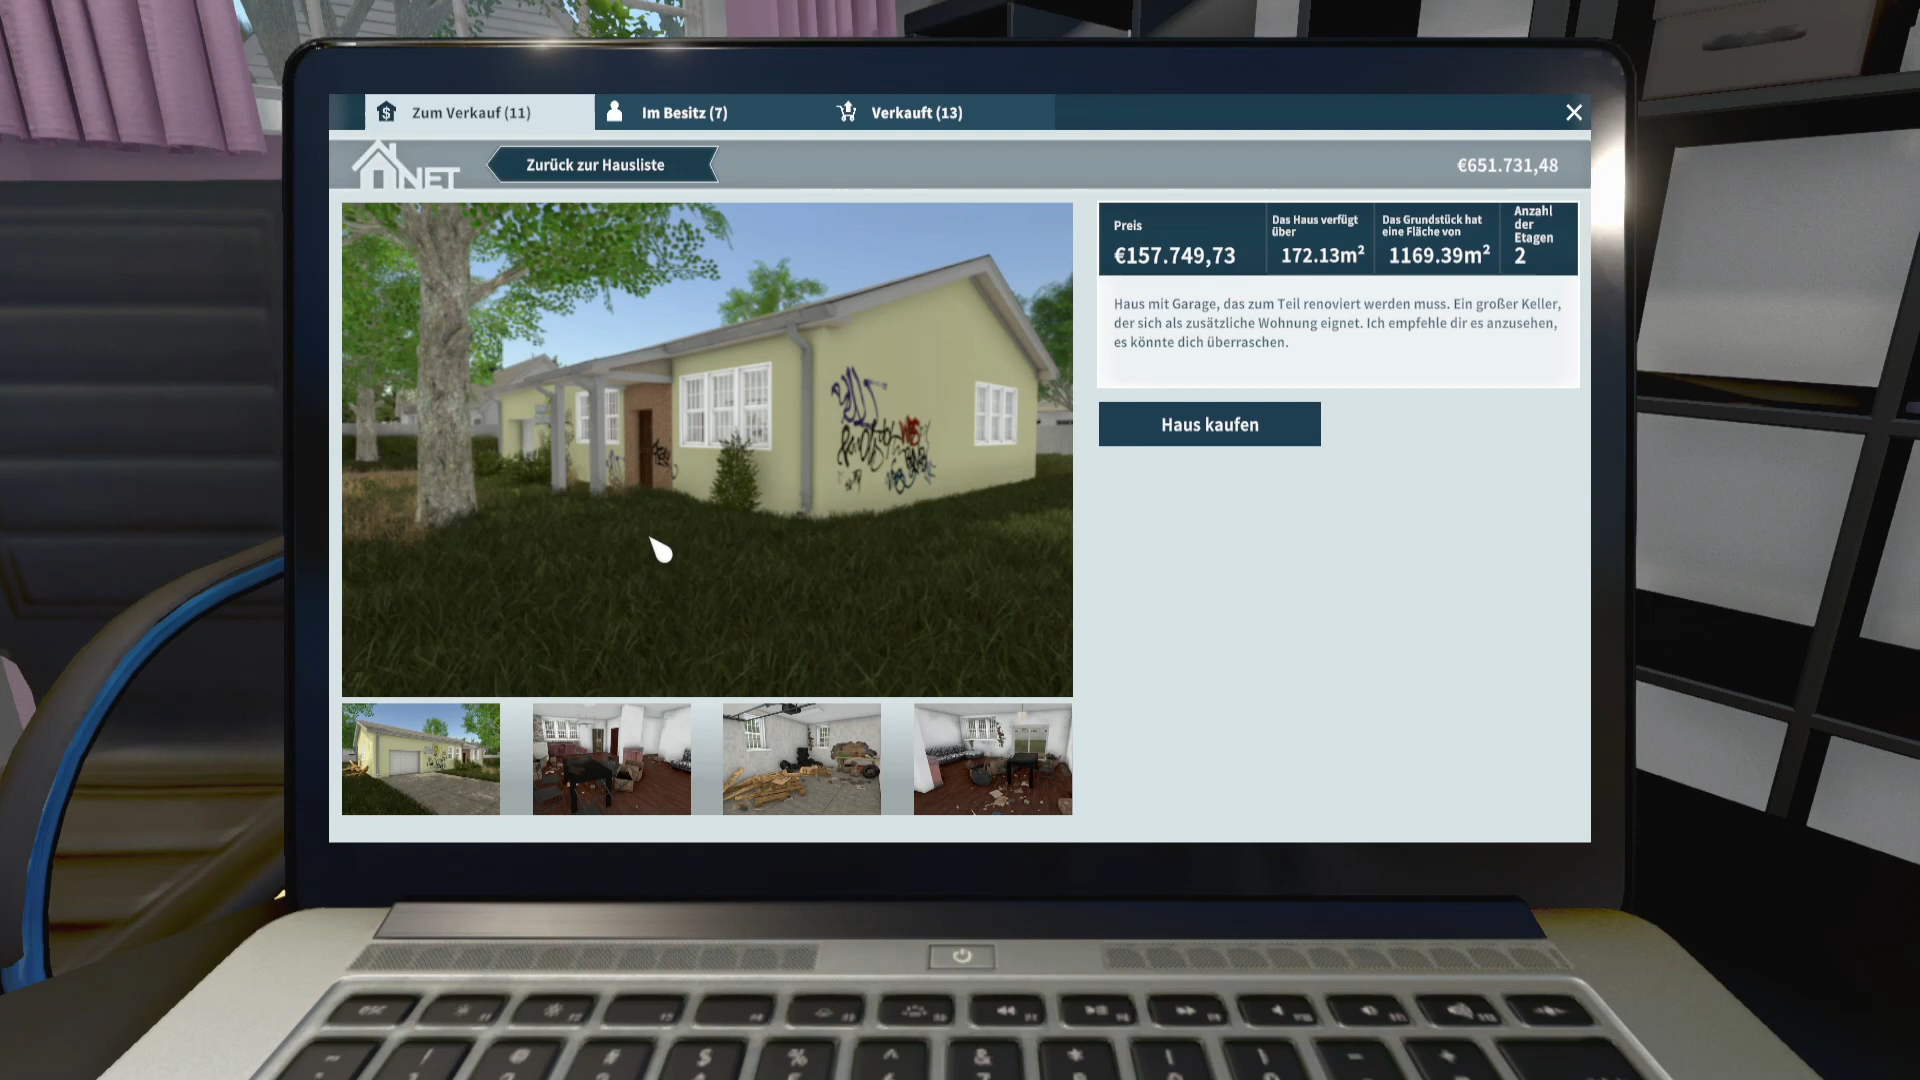 Zum Verkauf (11)
Im Besitz (7)
Verkauft (13)
NET
Zurück zur Hausliste
€651.731,48
Preis
€157.749,73
Das Haus verfügt
über
172.13m²
Das Grundstück hat
eine Fläche von
1169.39m²
Anzahl
der
Etagen
2
Haus mit Garage, das zum Teil renoviert werden muss. Ein großer Keller,
der sich als zusätzliche Wohnung eignet. Ich empfehle dir es anzusehen,
es könnte dich überraschen.
Haus kaufen
esc